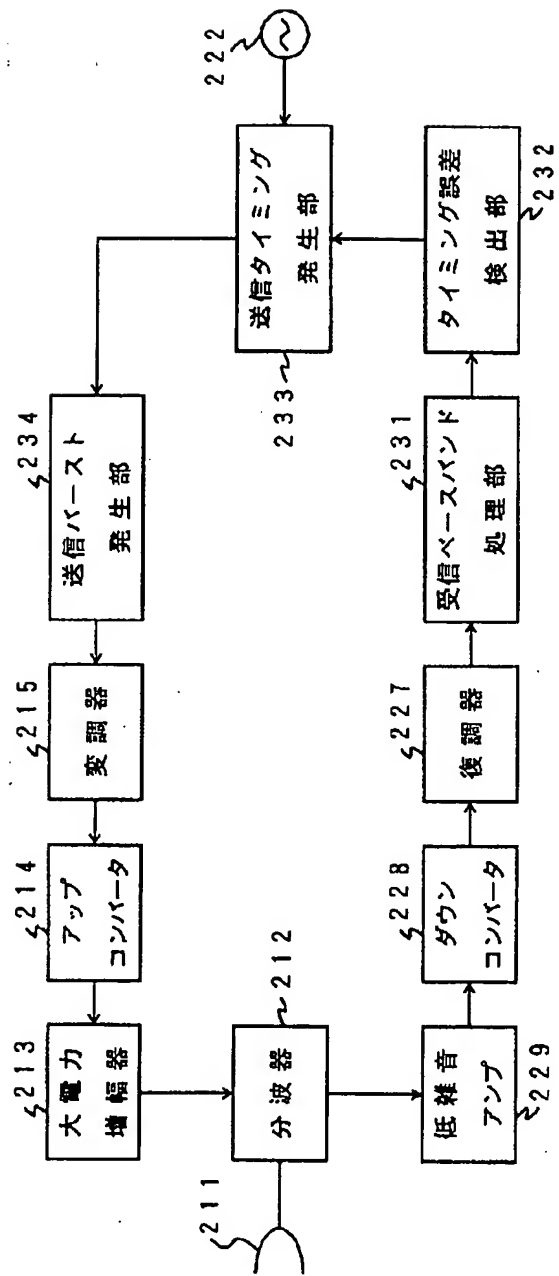 234
送信バースト
発生部
215
変調器
214
アップ
コンバータ
213
大電力
増幅器
222
送信タイミング
発生部
233
212
分波器
211
タイミング誤差
検出部
232
231
受信ベースバンド
処理部
227
復調器
228
ダウン
コンバータ
低雑音
アンプ
229